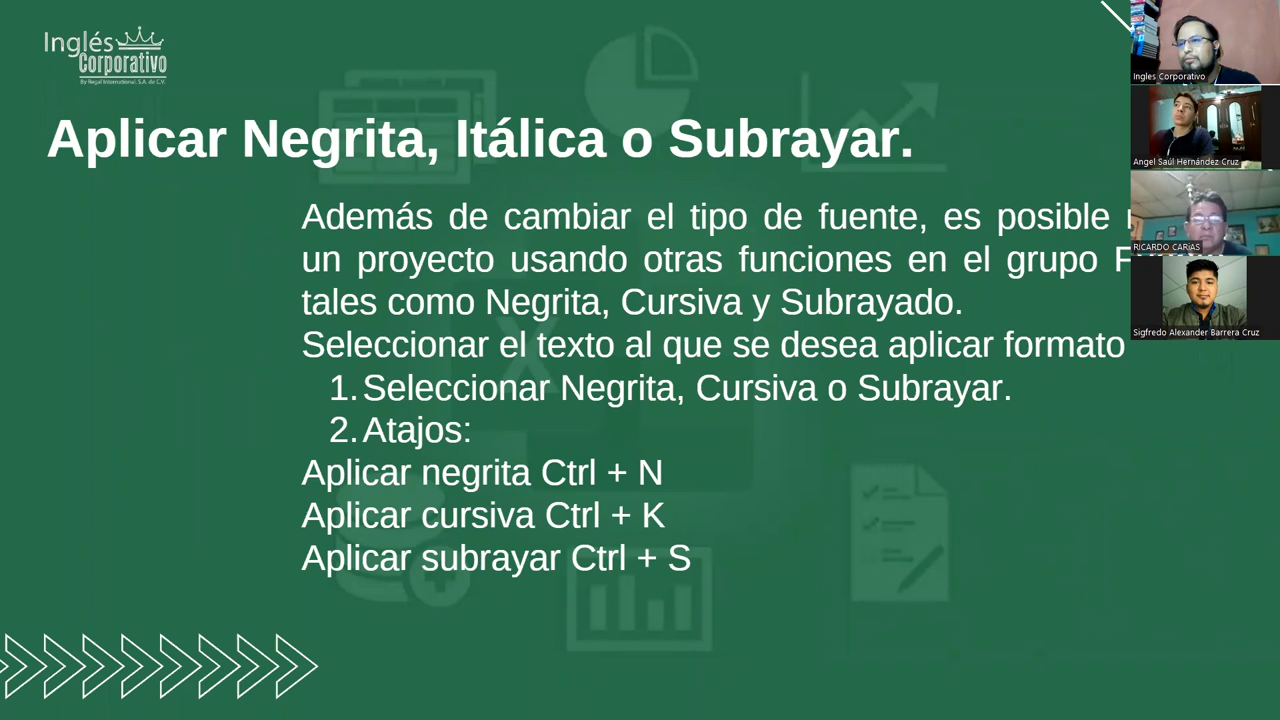 Inglés
Corporativo
By Regal International, S.A. de C.V.
Aplicar Negrita, Itálica o Subrayar.
Además de cambiar el tipo de fuente, es posible
un proyecto usando otras funciones en el grupo
tales como Negrita, Cursiva y Subrayado.
Seleccionar el texto al que se desea aplicar formato
1. Seleccionar Negrita, Cursiva o Subrayar.
2. Atajos:
Aplicar negrita Ctrl + N
Aplicar cursiva Ctrl + K
Aplicar subrayar Ctrl + S
Ingles Corporativo
Angel Saúl Hernández Cruz
RICARDO CARíAS
Sigfredo Alexander Barrera Cruz